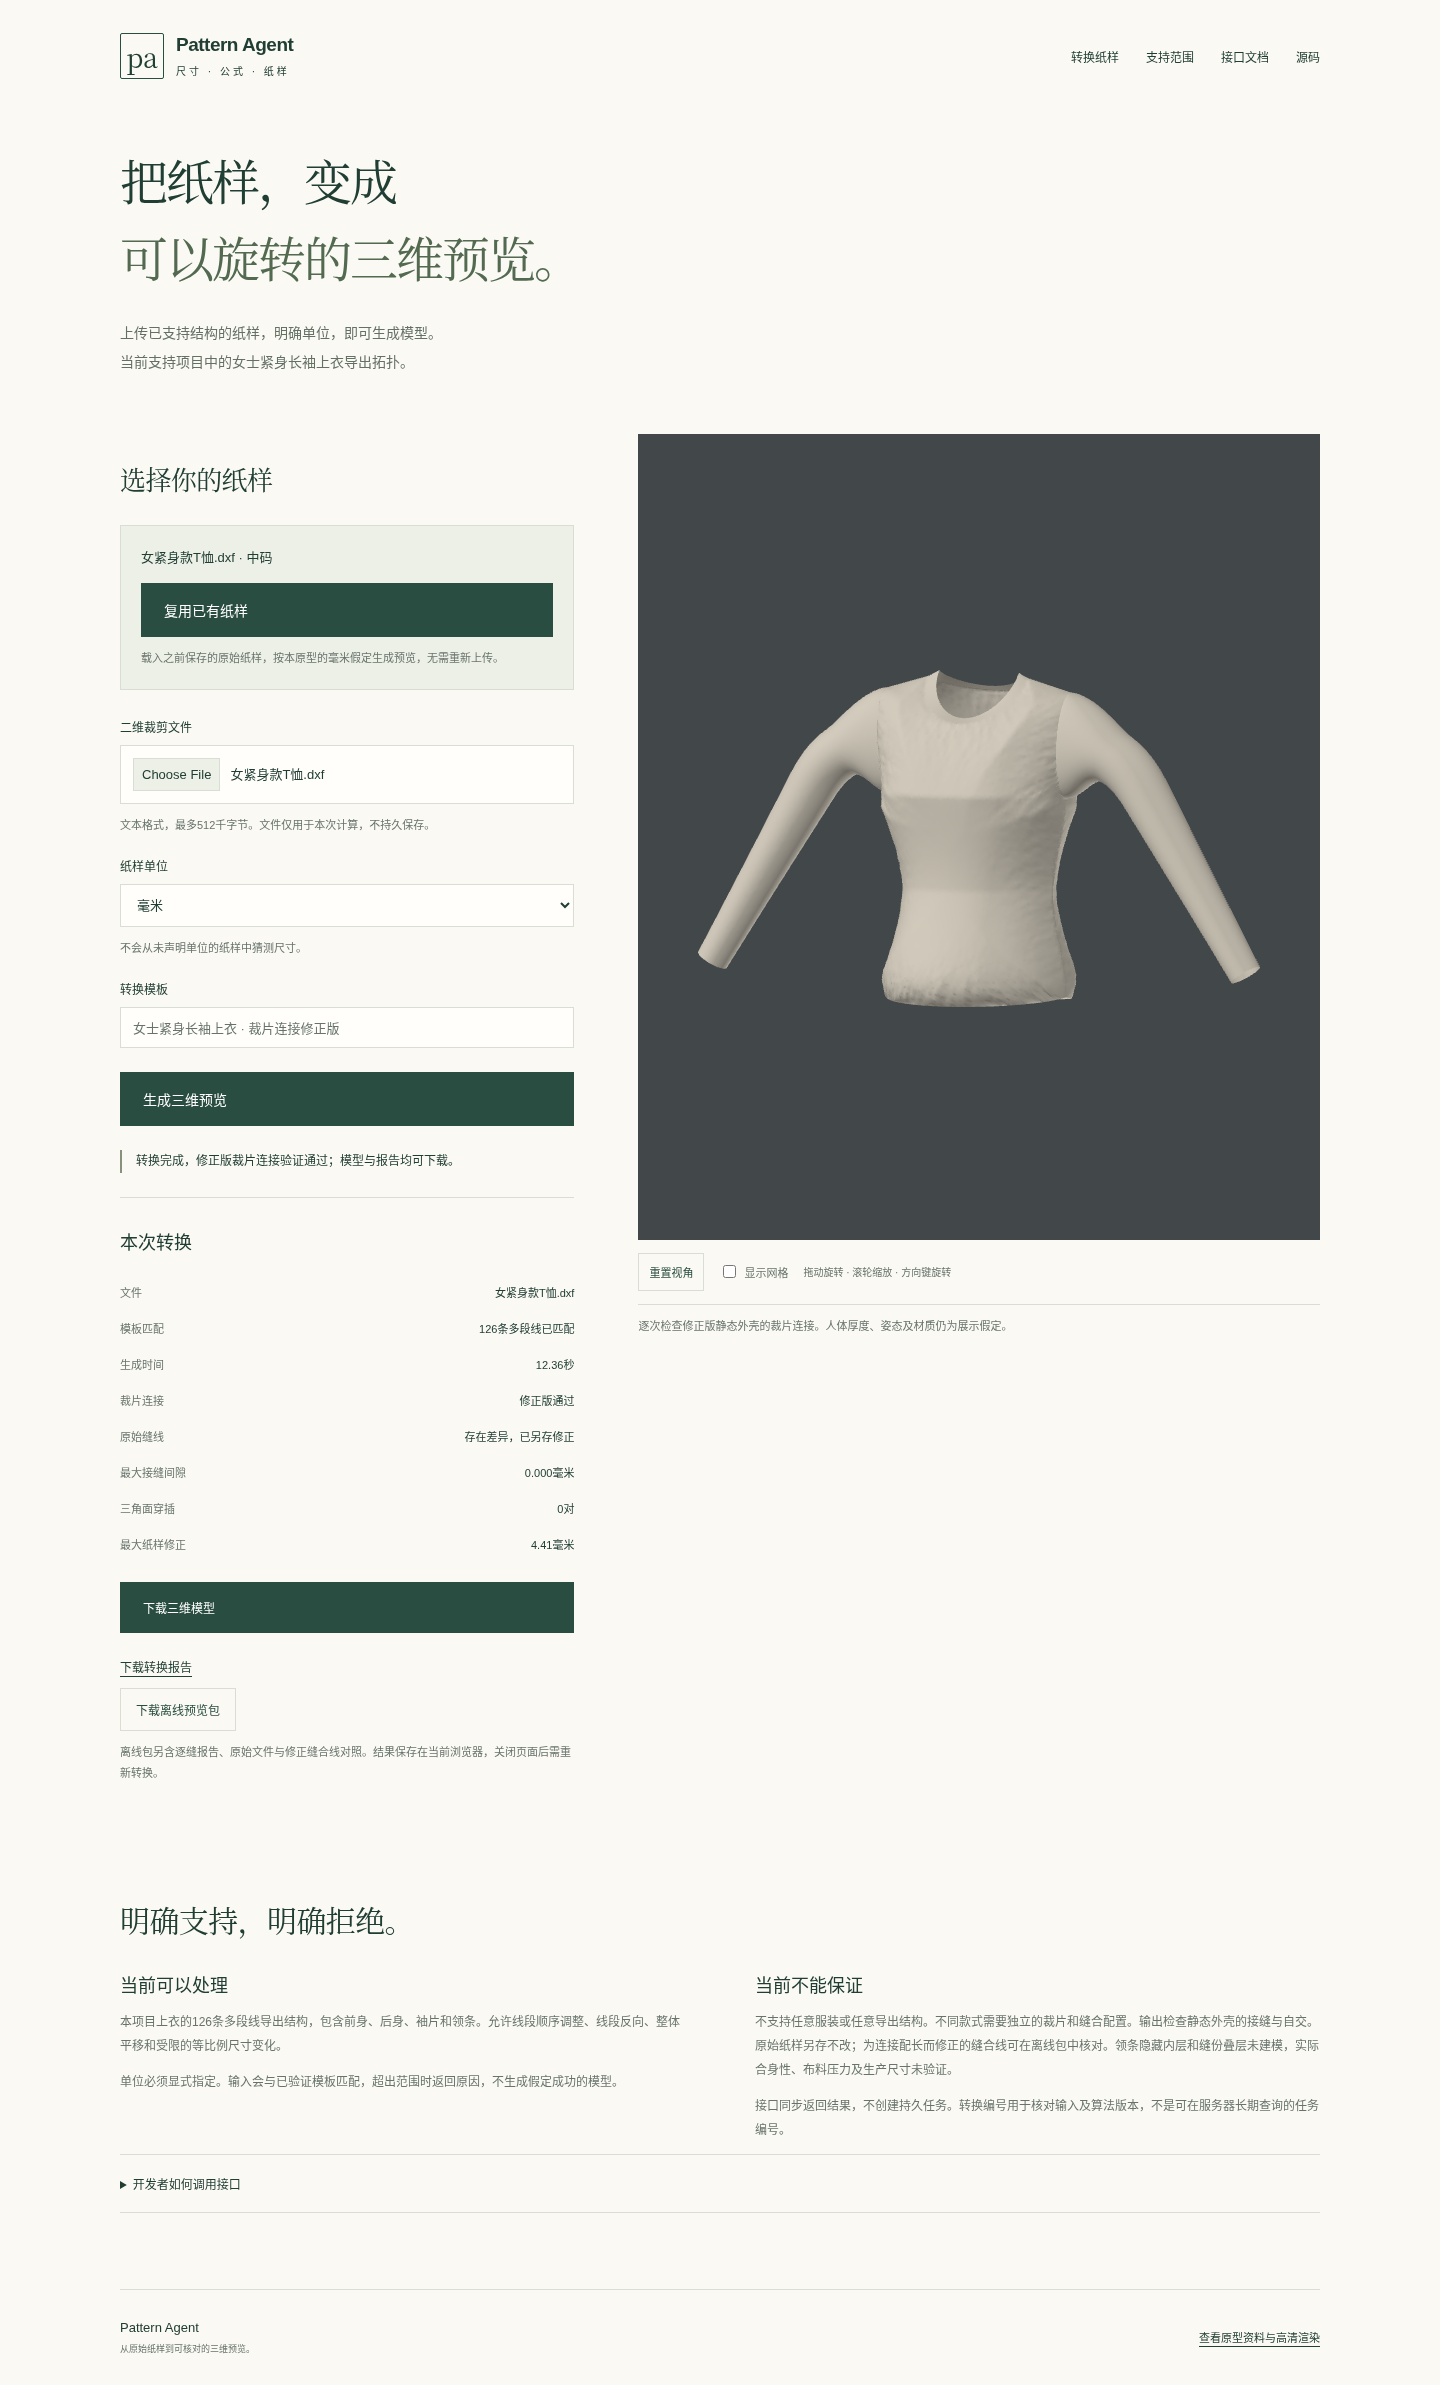 pa
Pattern Agent
尺寸 · 公式 · 纸样
转换纸样
支持范围
接口文档
源码
把纸样，变成
可以旋转的三维预览。
上传已支持结构的纸样，明确单位，即可生成模型。
当前支持项目中的女士紧身长袖上衣导出拓扑。
选择你的纸样
女紧身款T恤.dxf · 中码
复用已有纸样
载入之前保存的原始纸样，按本原型的毫米假定生成预览，无需重新上传。
二维裁剪文件
Choose File 女紧身款T恤.dxf
文本格式，最多512千字节。文件仅用于本次计算，不持久保存。
纸样单位
毫米
不会从未声明单位的纸样中猜测尺寸。
转换模板
女士紧身长袖上衣 · 裁片连接修正版
生成三维预览
转换完成，修正版裁片连接验证通过；模型与报告均可下载。
本次转换
文件 女紧身款T恤.dxf
模板匹配 126条多段线已匹配
生成时间 12.36秒
裁片连接 修正版通过
原始缝线 存在差异，已另存修正
最大接缝间隙 0.000毫米
三角面穿插 0对
最大纸样修正 4.41毫米
下载三维模型
下载转换报告
下载离线预览包
离线包另含逐缝报告、原始文件与修正缝合线对照。结果保存在当前浏览器，关闭页面后需重
新转换。
重置视角
显示网格
拖动旋转 · 滚轮缩放 · 方向键旋转
逐次检查修正版静态外壳的裁片连接。人体厚度、姿态及材质仍为展示假定。
明确支持，明确拒绝。
当前可以处理
本项目上衣的126条多段线导出结构，包含前身、后身、袖片和领条。允许线段顺序调整、线段反向、整体
平移和受限的等比例尺寸变化。
单位必须显式指定。输入会与已验证模板匹配，超出范围时返回原因，不生成假定成功的模型。
当前不能保证
不支持任意服装或任意导出结构。不同款式需要独立的裁片和缝合配置。输出检查静态外壳的接缝与自交。
原始纸样另存不改；为连接配长而修正的缝合线可在离线包中核对。领条隐藏内层和缝份叠层未建模，实际
合身性、布料压力及生产尺寸未验证。
接口同步返回结果，不创建持久任务。转换编号用于核对输入及算法版本，不是可在服务器长期查询的任务
编号。
开发者如何调用接口
Pattern Agent
从原始纸样到可核对的三维预览。
查看原型资料与高清渲染